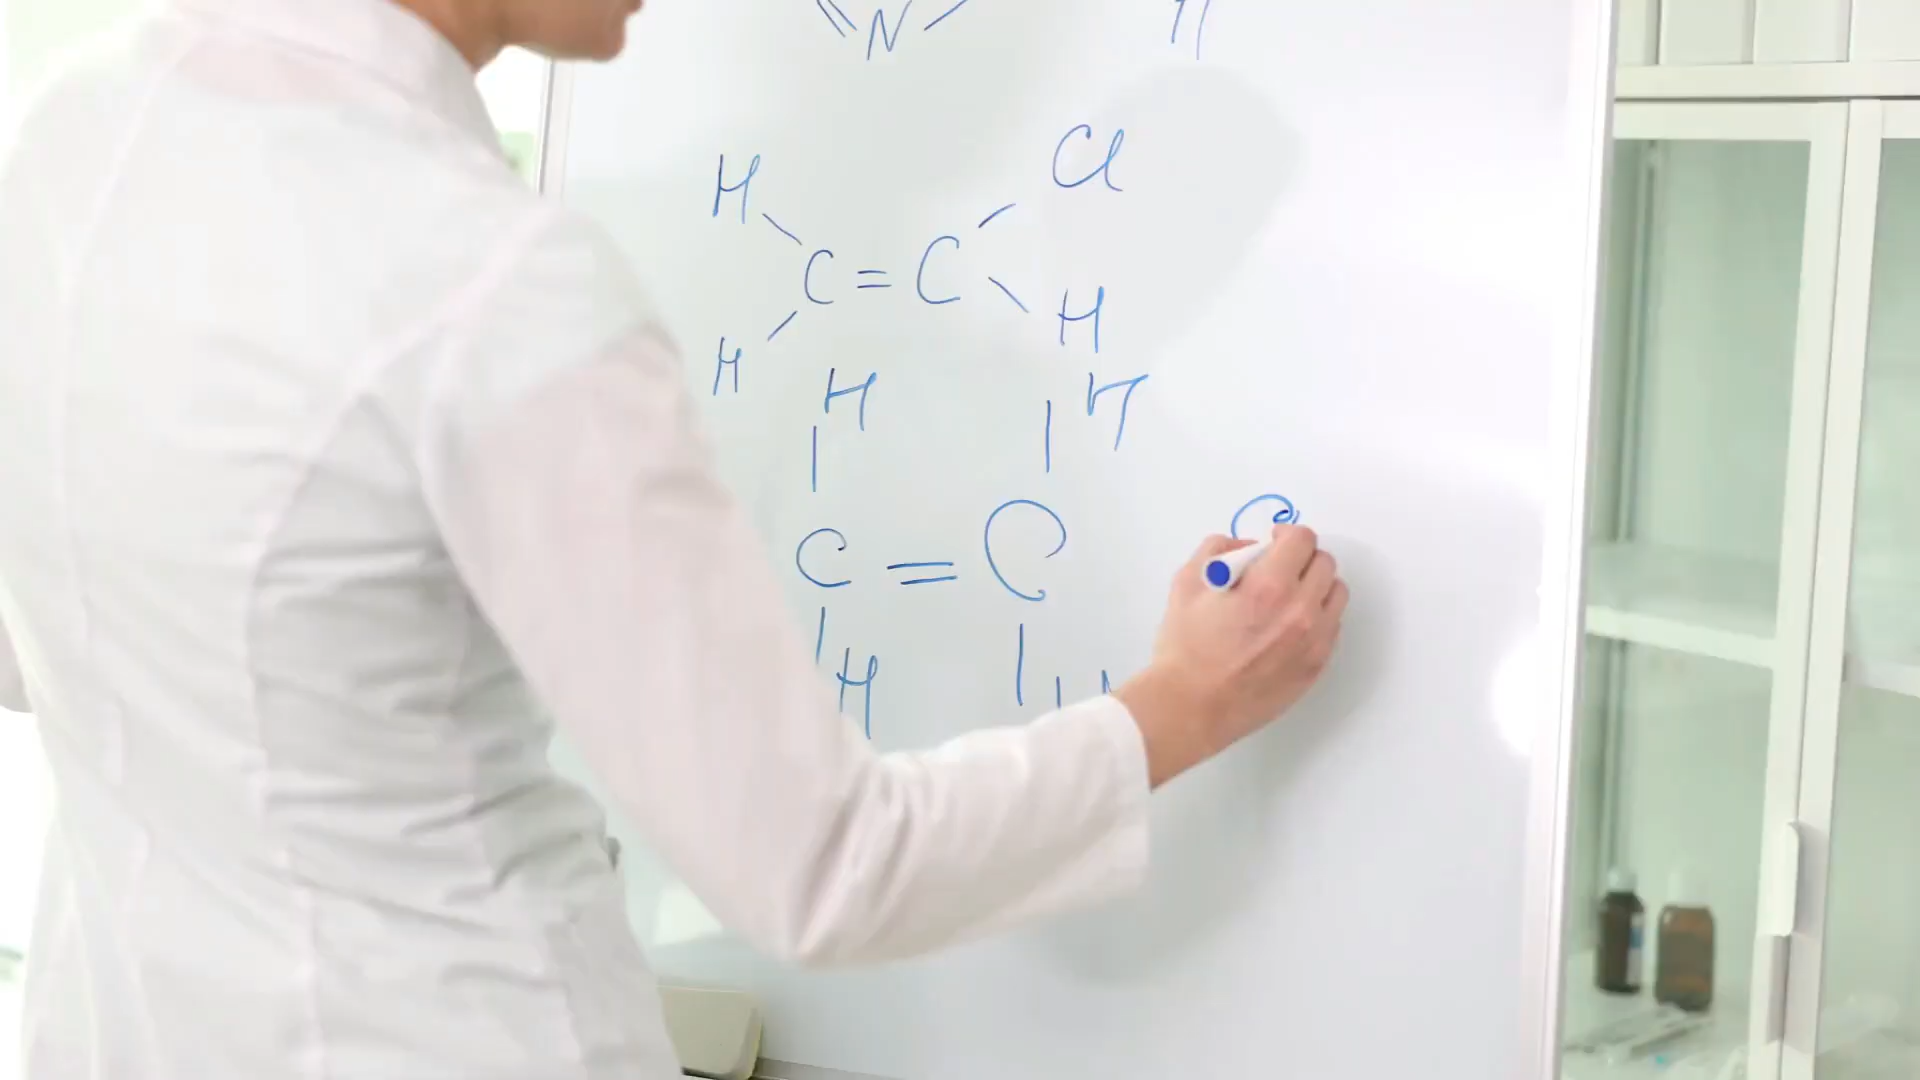 N
H Cl
C = C
H H
H
C = C C
H